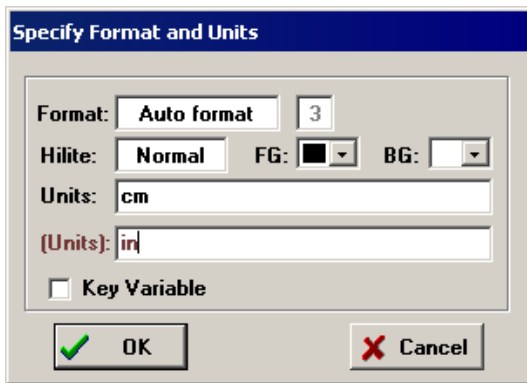 Specify Format and Units
Format: Auto format 3
Hilite: Normal FG: BG:
Units: cm
(Units): in
Key Variable
OK Cancel